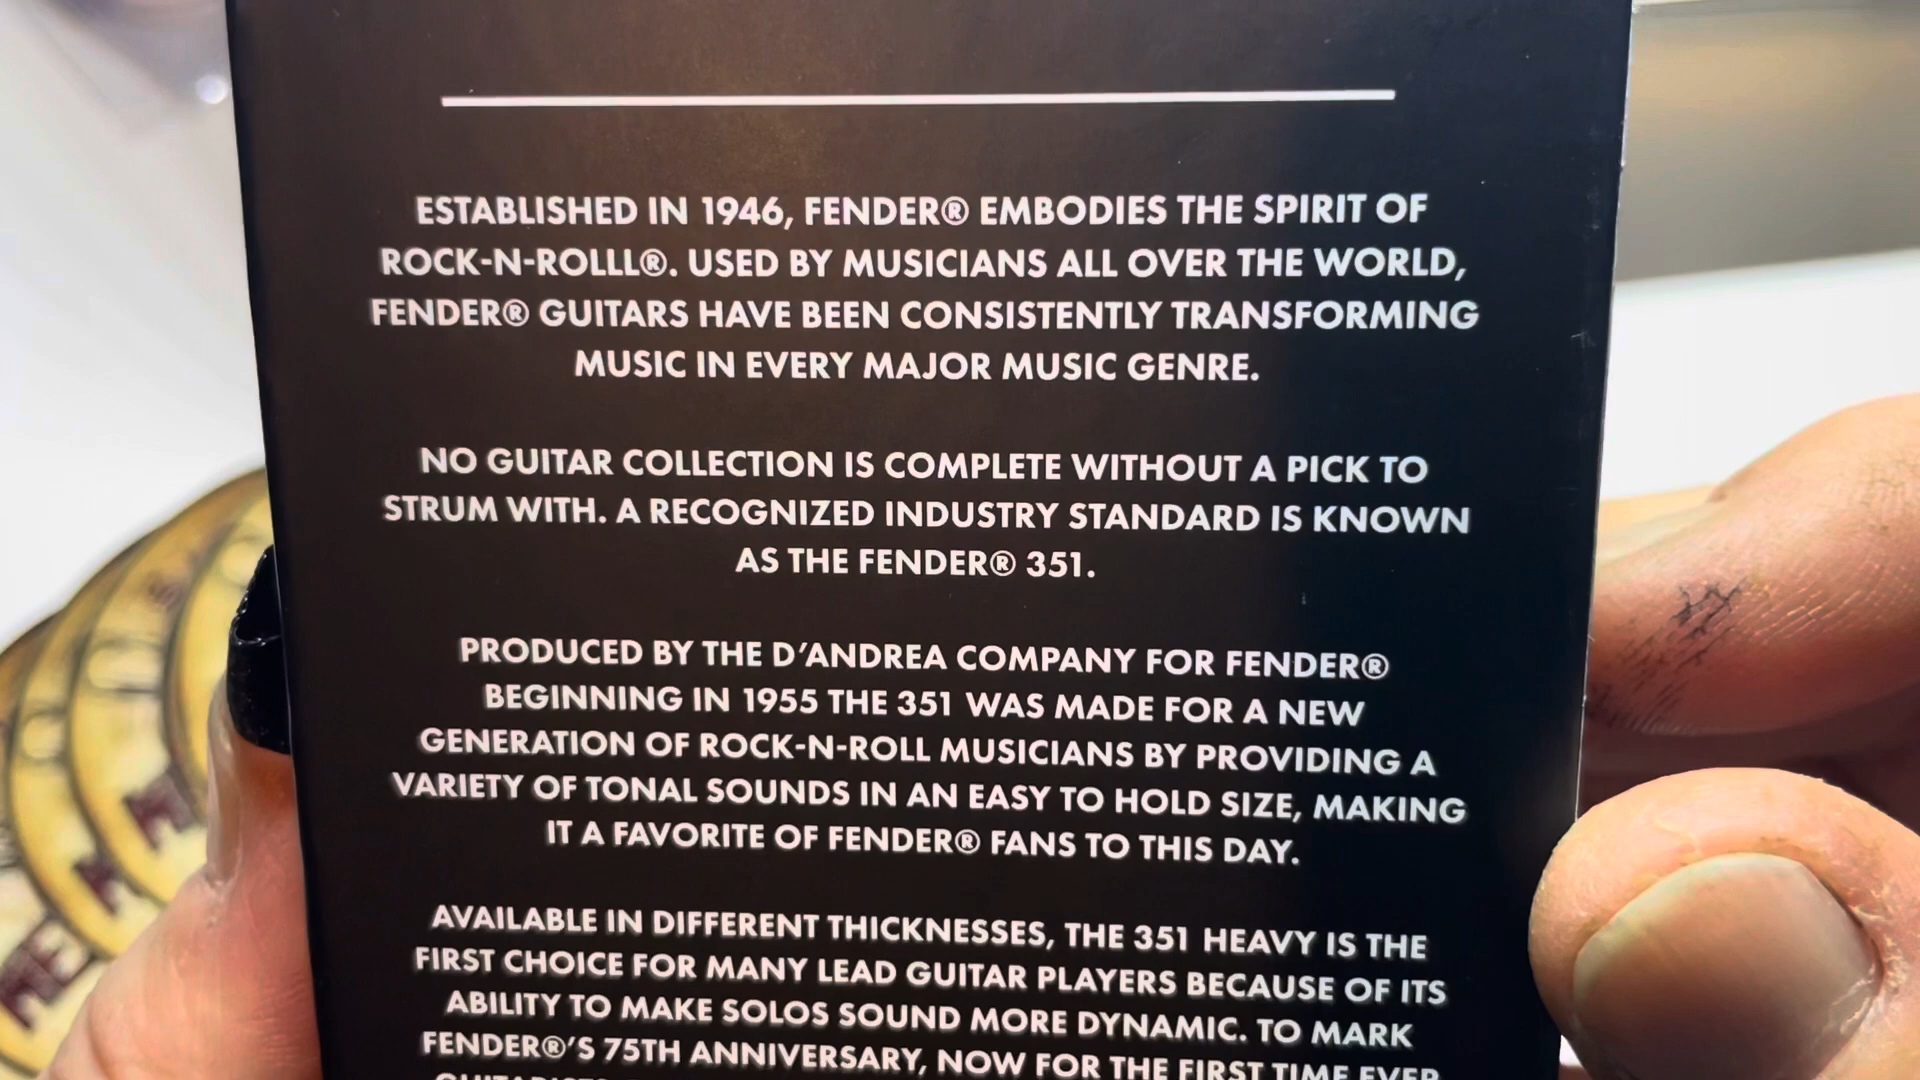 ESTABLISHED IN 1946, FENDER® EMBODIES THE SPIRIT OF
ROCK-N-ROLLL®. USED BY MUSICIANS ALL OVER THE WORLD,
FENDER® GUITARS HAVE BEEN CONSISTENTLY TRANSFORMING
MUSIC IN EVERY MAJOR MUSIC GENRE.
NO GUITAR COLLECTION IS COMPLETE WITHOUT A PICK TO
STRUM WITH. A RECOGNIZED INDUSTRY STANDARD IS KNOWN
AS THE FENDER® 351.
PRODUCED BY THE D'ANDREA COMPANY FOR FENDER®
BEGINNING IN 1955 THE 351 WAS MADE FOR A NEW
GENERATION OF ROCK-N-ROLL MUSICIANS BY PROVIDING A
VARIETY OF TONAL SOUNDS IN AN EASY TO HOLD SIZE, MAKING
IT A FAVORITE OF FENDER® FANS TO THIS DAY.
AVAILABLE IN DIFFERENT THICKNESSES, THE 351 HEAVY IS THE
FIRST CHOICE FOR MANY LEAD GUITAR PLAYERS BECAUSE OF ITS
ABILITY TO MAKE SOLOS SOUND MORE DYNAMIC. TO MARK
FENDER®'S 75TH ANNIVERSARY, NOW FOR THE FIRST TIME EVER